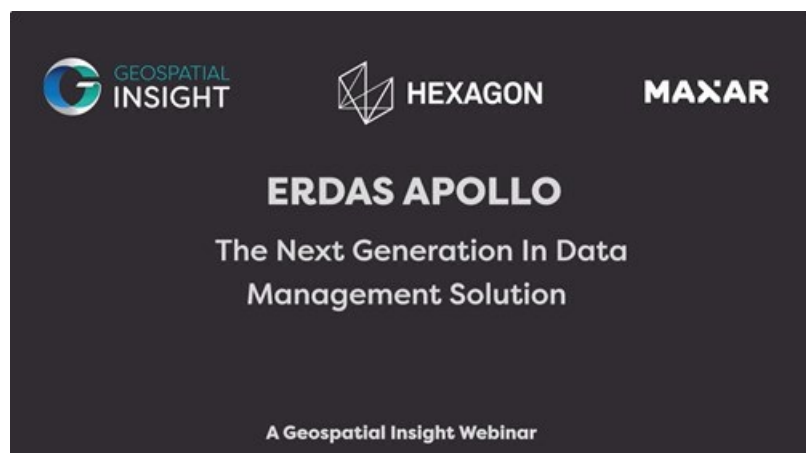 GEOSPATIAL
INSIGHT
HEXAGON
MAXAR
ERDAS APOLLO
The Next Generation In Data
Management Solution
A Geospatial Insight Webinar